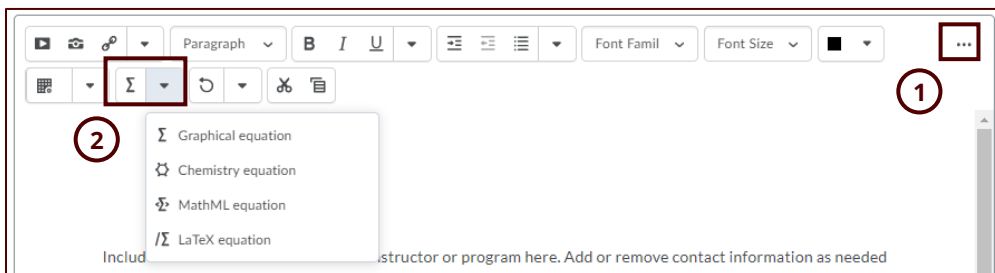 Paragraph B I U Font Famil Font Size ...
1
Σ
2
Σ Graphical equation
Chemistry equation
MathML equation
/Σ LaTeX equation
Includ structor or program here. Add or remove contact information as needed